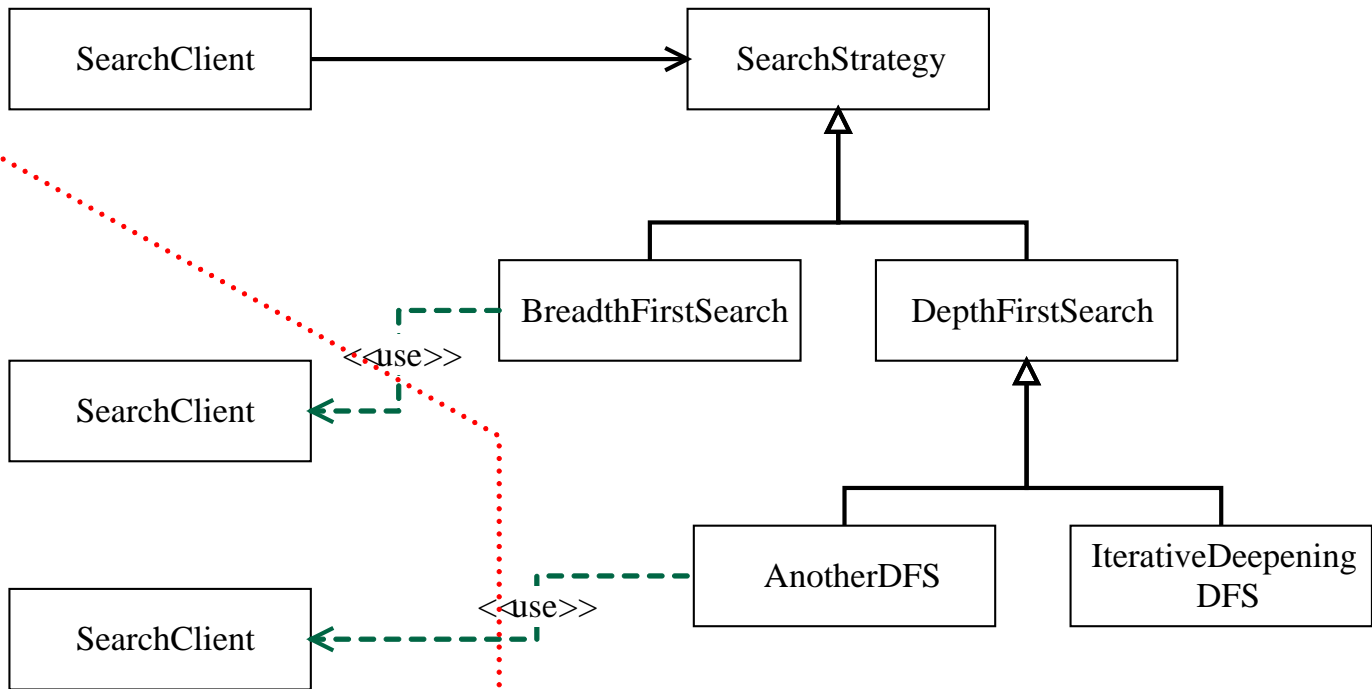 SearchClient
SearchStrategy
BreadthFirstSearch
DepthFirstSearch
<<use>>
SearchClient
AnotherDFS
IterativeDeepening
DFS
<<use>>
SearchClient